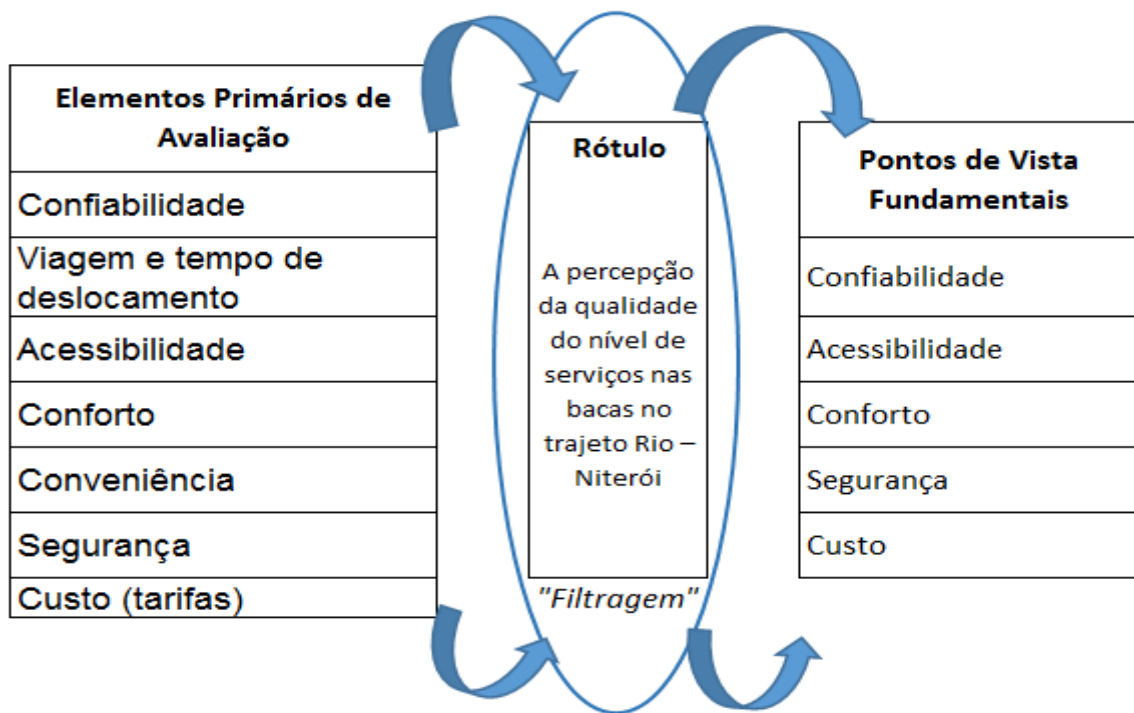 Elementos Primários de
Avaliação
Confiabilidade
Viagem e tempo de
deslocamento
Acessibilidade
Conforto
Conveniência
Segurança
Custo (tarifas)
Rótulo
A percepção
da qualidade
do nível de
serviços nas
bacas no
trajeto Rio –
Niterói
"Filtragem"
Pontos de Vista
Fundamentais
Confiabilidade
Acessibilidade
Conforto
Segurança
Custo